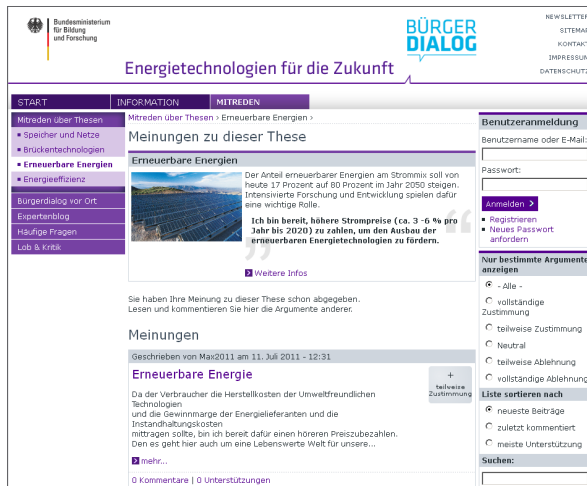 Bundesministerium
für Bildung
und Forschung
BÜRGER
DIALOG
Energietechnologien für die Zukunft
NEWSLETTER
SITEMAP
KONTAKT
IMPRESSUM
DATENSCHUTZ
START
INFORMATION
MITREDEN
Mitreden über Thesen
Speicher und Netze
Brückentechnologien
Erneuerbare Energien
Energieeffizienz
Bürgerdialog vor Ort
Expertenblog
Häufige Fragen
Lob & Kritik
Mitreden über Thesen › Erneuerbare Energien ›
Meinungen zu dieser These
Erneuerbare Energien
Der Anteil erneuerbarer Energien am Strommix soll von
heute 17 Prozent auf 80 Prozent im Jahr 2050 steigen.
Intensivierte Forschung und Entwicklung spielen dafür
eine wichtige Rolle.
Ich bin bereit, höhere Strompreise (ca. 3 -6 % pro
Jahr bis 2020) zu zahlen, um den Ausbau der
erneuerbaren Energietechnologien zu fördern.
Weitere Infos
Sie haben Ihre Meinung zu dieser These schon abgegeben.
Lesen und kommentieren Sie hier die Argumente anderer.
Meinungen
Geschrieben von Max2011 am 11. Juli 2011 - 12:31
Erneuerbare Energie
+
teilweise
Zustimmung
Da der Verbraucher die Herstellkosten der Umweltfreundlichen
Technologien
und die Gewinnmarge der Energielieferanten und die
Instandhaltungskosten
mittragen sollte, bin ich bereit dafür einen höreren Preiszubezahlen.
Den es geht hier auch um eine Lebenswerte Welt für unsere...
mehr...
0 Kommentare | 0 Unterstützungen
Benutzeranmeldung
Benutzername oder E-Mail:
Passwort:
Anmelden
Registrieren
Neues Passwort
anfordern
Nur bestimmte Argumente
anzeigen
- Alle -
vollständige
Zustimmung
teilweise Zustimmung
Neutral
teilweise Ablehnung
vollständige Ablehnung
Liste sortieren nach
neueste Beiträge
zuletzt kommentiert
meiste Unterstützung
Suchen: